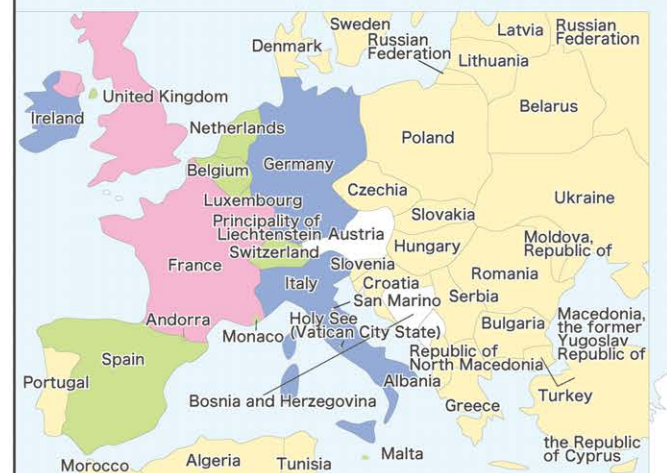 Sweden
Latvia
Russian
Federation
Denmark
Russian
Federation
Lithuania
United Kingdom
Belarus
Ireland
Netherlands
Poland
Germany
Belgium
Czechia
Luxembourg
Ukraine
Slovakia
Principality of
Liechtenstein
Austria
Moldova,
Republic of
Switzerland
Hungary
France
Slovenia
Romania
Italy
Croatia
San Marino
Serbia
Andorra
Monaco
Holy See
(Vatican City State)
Bulgaria
Macedonia,
the former
Yugoslav
Republic of
Spain
Republic of
North Macedonia
Portugal
Albania
Turkey
Bosnia and Herzegovina
Greece
the Republic
of Cyprus
Malta
Morocco
Algeria
Tunisia